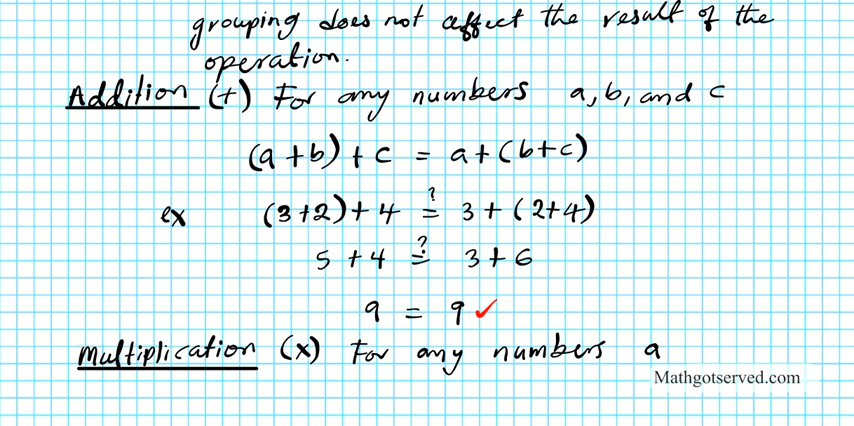 grouping does not affect the result of the
operation.
Addition (+) For any numbers a, b, and c
(a+b)+c = a+(b+c)
ex (3+2)+4 ≟ 3+(2+4)
5+4 ≟ 3+6
9 = 9 ✓
Multiplication (x) For any numbers a
Mathgotserved.com